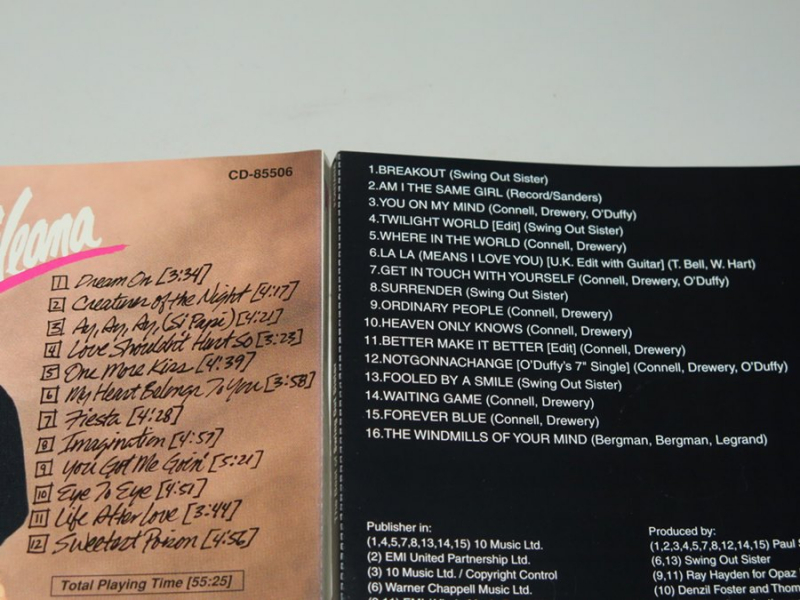 CD-85506
1 Dream On [3:34]
2 Creatures of the Night [4:17]
3 Ay, Ay, Ay, (Si Papi) [4:21]
4 Love Shouldn't Hurt So [3:23]
5 One More Kiss [4:39]
6 My Heart Belongs To You [3:58]
7 Fiesta [4:28]
8 Imagination [4:57]
9 You Got Me Goin' [5:21]
10 Eye To Eye [4:51]
11 Life After Love [3:44]
12 Sweetest Poison [4:56]
Total Playing Time [55:25]
1.BREAKOUT (Swing Out Sister)
2.AM I THE SAME GIRL (Record/Sanders)
3.YOU ON MY MIND (Connell, Drewery, O'Duffy)
4.TWILIGHT WORLD [Edit] (Swing Out Sister)
5.WHERE IN THE WORLD (Connell, Drewery)
6.LA LA (MEANS I LOVE YOU) [U.K. Edit with Guitar] (T. Bell, W. Hart)
7.GET IN TOUCH WITH YOURSELF (Connell, Drewery, O'Duffy)
8.SURRENDER (Swing Out Sister)
9.ORDINARY PEOPLE (Connell, Drewery)
10.HEAVEN ONLY KNOWS (Connell, Drewery)
11.BETTER MAKE IT BETTER [Edit] (Connell, Drewery)
12.NOTGONNACHANGE [O'Duffy's 7" Single] (Connell, Drewery, O'Duffy)
13.FOOLED BY A SMILE (Swing Out Sister)
14.WAITING GAME (Connell, Drewery)
15.FOREVER BLUE (Connell, Drewery)
16.THE WINDMILLS OF YOUR MIND (Bergman, Bergman, Legrand)
Publisher in:
(1,4,5,7,8,13,14,15) 10 Music Ltd.
(2) EMI United Partnership Ltd.
(3) 10 Music Ltd. / Copyright Control
(6) Warner Chappell Music Ltd.
Produced by:
(1,2,3,4,5,7,8,12,14,15) Paul
(6,13) Swing Out Sister
(9,11) Ray Hayden for Opaz
(10) Denzil Foster and Thom